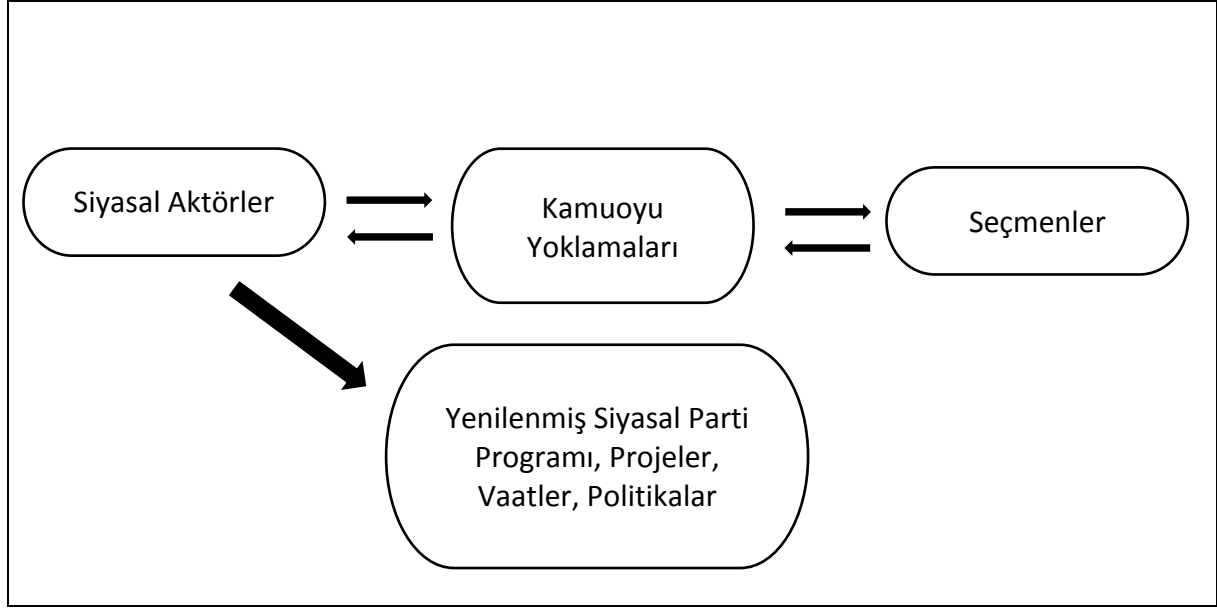 Siyasal Aktörler
Kamuoyu
Yoklamaları
Seçmenler
Yenilenmiş Siyasal Parti
Programı, Projeler,
Vaatler, Politikalar